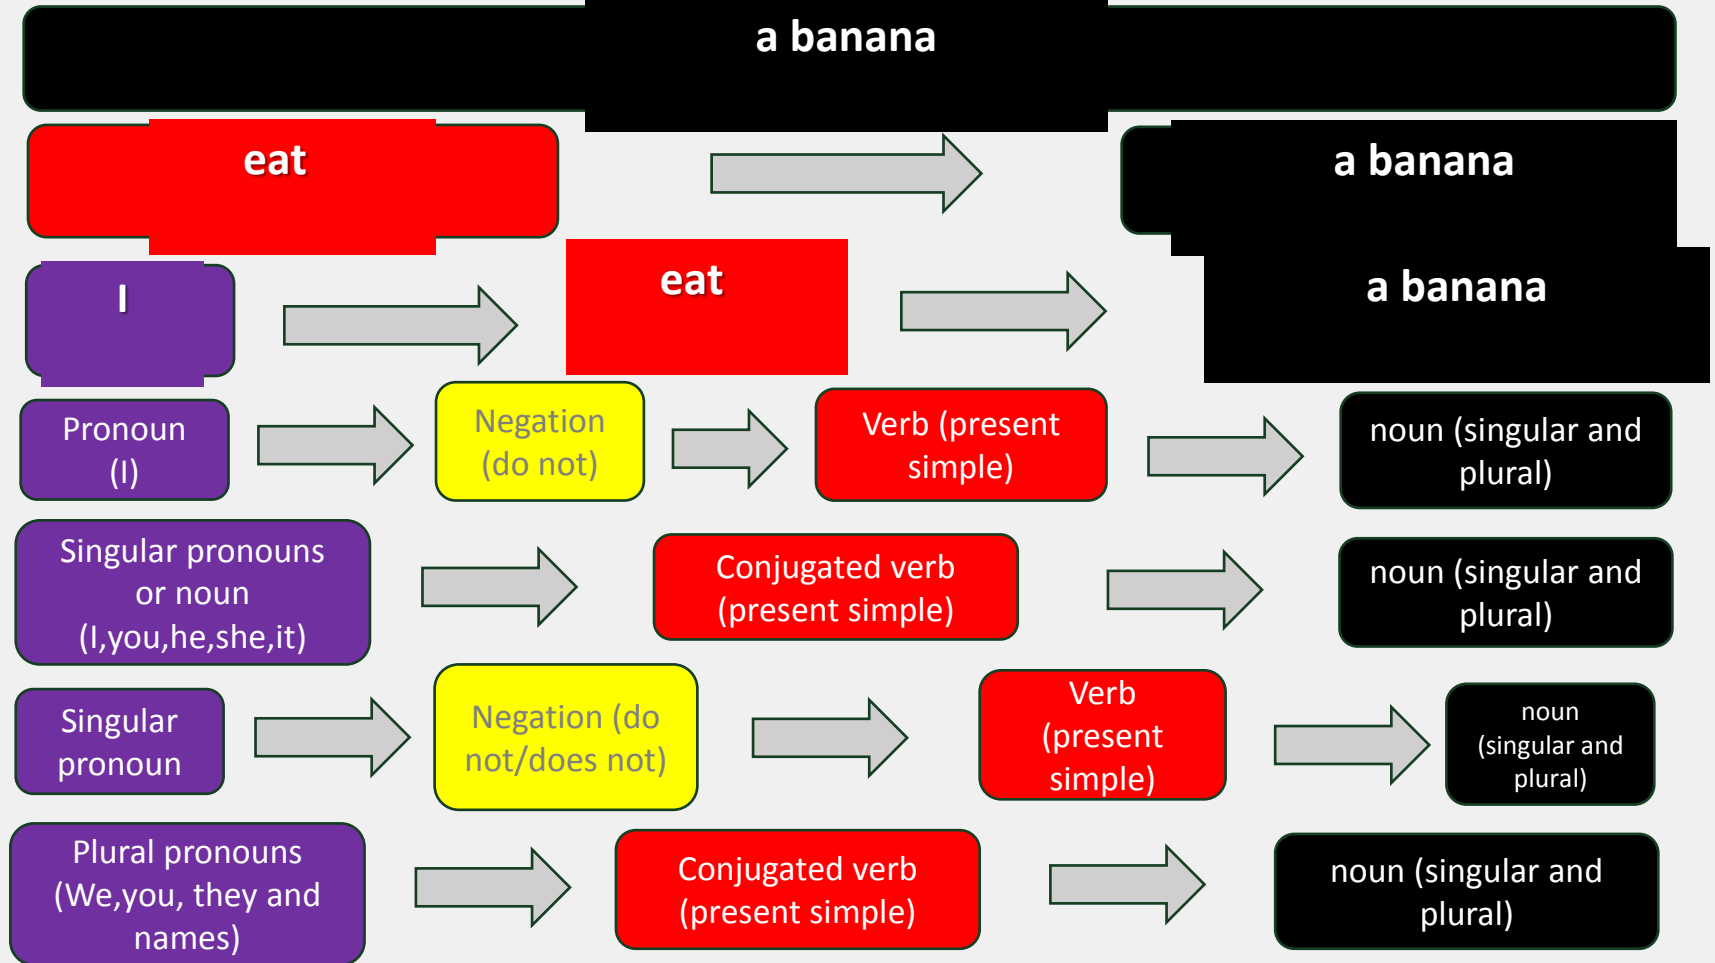 a banana
eat
a banana
I
eat
a banana
Pronoun
(I)
Negation
(do not)
Verb (present
simple)
noun (singular and
plural)
Singular pronouns
or noun
(I,you,he,she,it)
Conjugated verb
(present simple)
noun (singular and
plural)
Singular
pronoun
Negation (do
not/does not)
Verb
(present
simple)
noun
(singular and
plural)
Plural pronouns
(We,you, they and
names)
Conjugated verb
(present simple)
noun (singular and
plural)